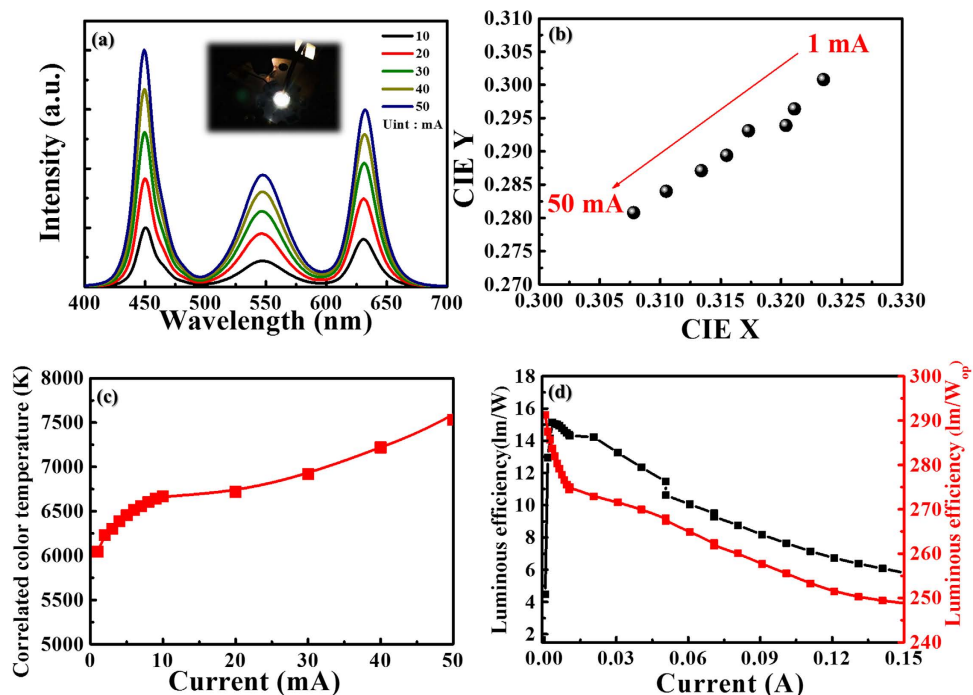 (a)
10
20
30
40
50
Uint : mA
Intensity (a.u.)
400 450 500 550 600 650 700
Wavelength (nm)
(b)
1 mA
50 mA
CIE Y
0.310
0.305
0.300
0.295
0.290
0.285
0.280
0.275
0.270
0.300 0.305 0.310 0.315 0.320 0.325 0.330
CIE X
(c)
Correlated color temperature (K)
8000
7500
7000
6500
6000
5500
5000
0 10 20 30 40 50
Current (mA)
(d)
Luminous efficiency(lm/W)
18
16
14
12
10
8
6
4
2
0.00 0.03 0.06 0.09 0.12 0.15
Current (A)
300
290
280
270
260
250
240
Luminous efficiency (lm/Wop)